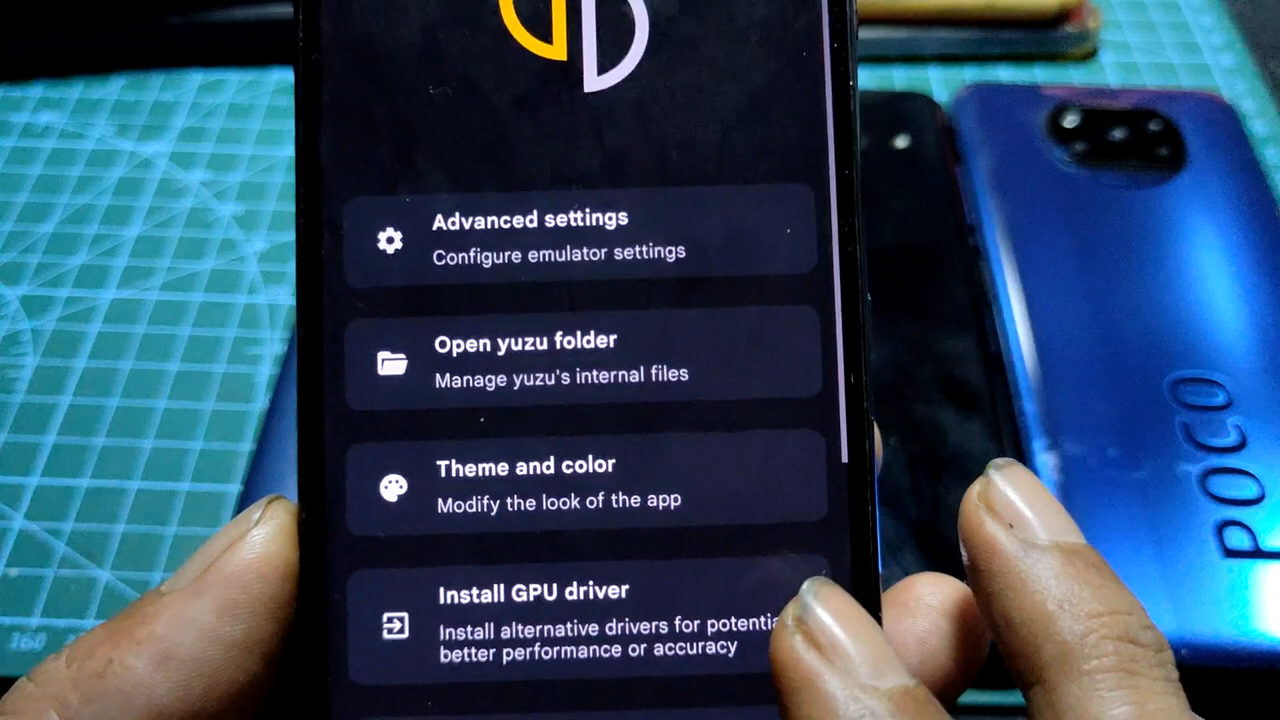 Advanced settings
Configure emulator settings
Open yuzu folder
Manage yuzu's internal files
Theme and color
Modify the look of the app
Install GPU driver
Install alternative drivers for potentia
better performance or accuracy
POCO